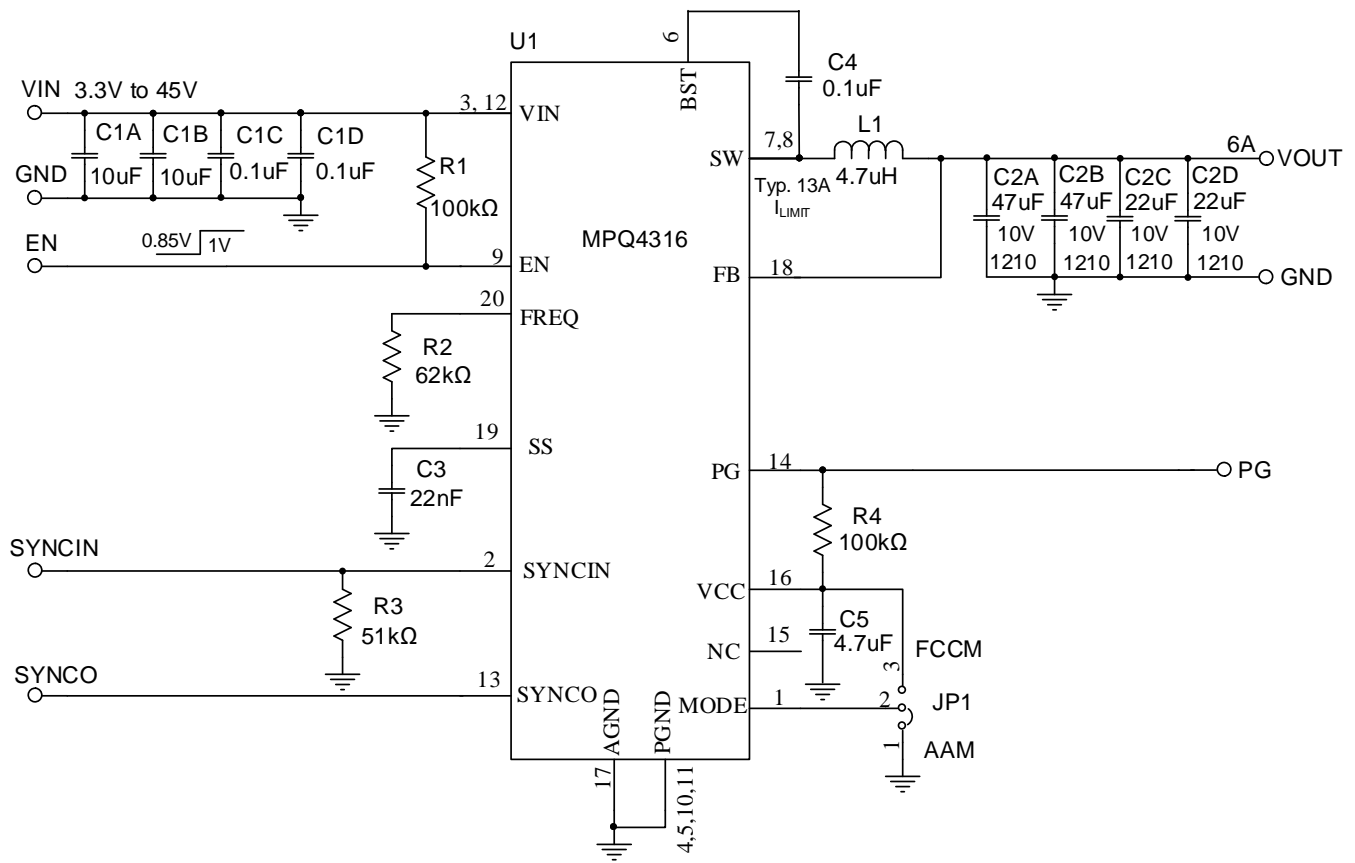 U1
VIN 3.3V to 45V
GND
EN
SYNCIN
SYNCO
C1A
10uF
C1B
10uF
C1C
0.1uF
C1D
0.1uF
R1
100kΩ
0.85V
1V
3, 12
VIN
9
EN
20
FREQ
R2
62kΩ
19
SS
C3
22nF
2
SYNCIN
R3
51kΩ
13
SYNCO
MPQ4316
6
BST
C4
0.1uF
7,8
SW
Typ. 13A
ILIMIT
L1
4.7uH
18
FB
6A
VOUT
C2A
47uF
10V
1210
C2B
47uF
10V
1210
C2C
22uF
10V
1210
C2D
22uF
10V
1210
GND
14
PG
PG
R4
100kΩ
16
VCC
C5
4.7uF
15
NC
1
MODE
FCCM
3
2
JP1
1
AAM
AGND
PGND
17
4,5,10,11